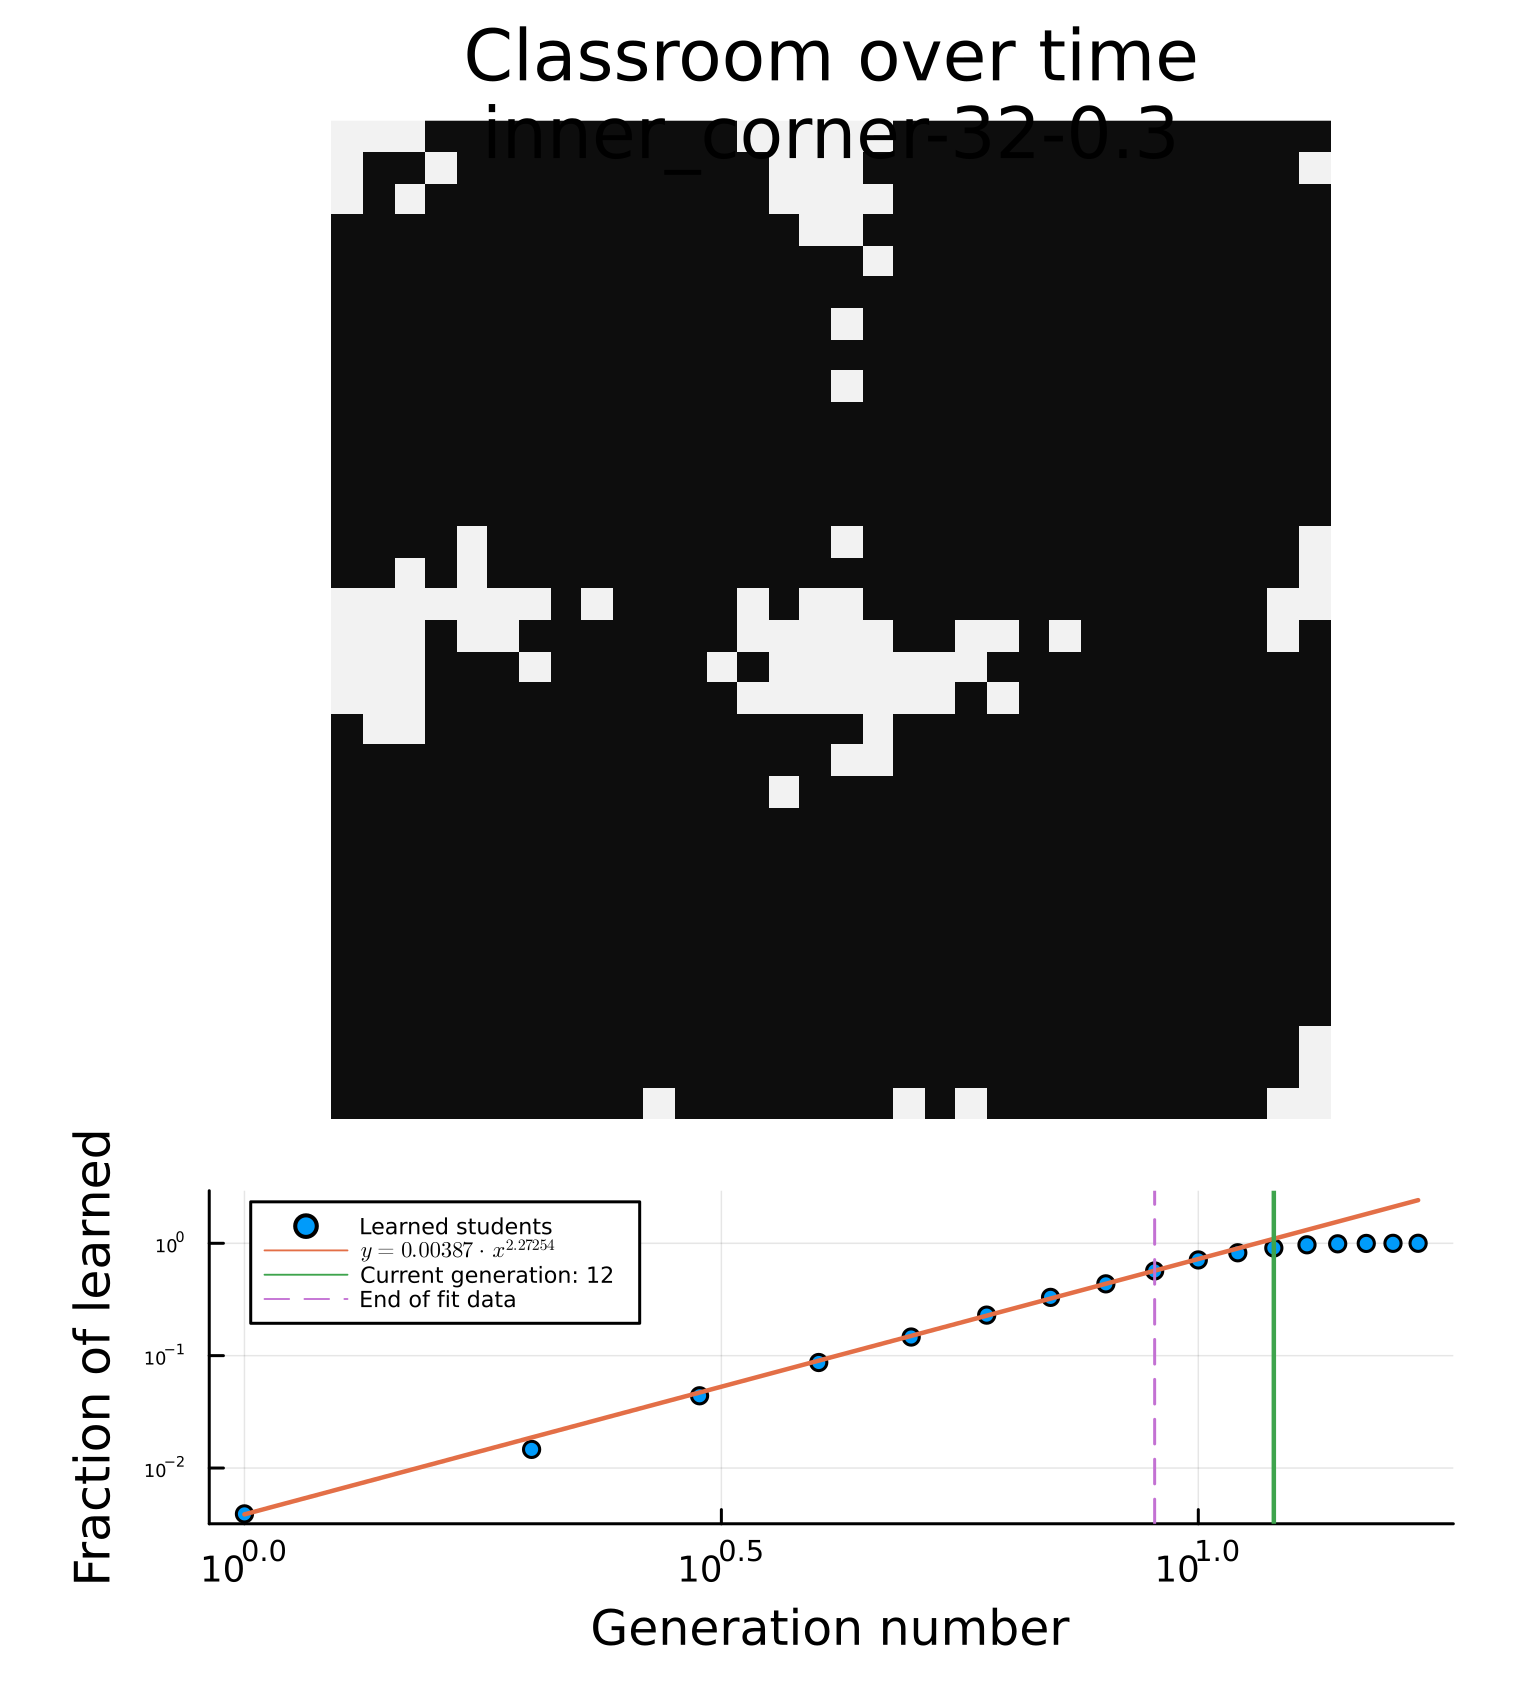 Classroom over time
inner_corner-32-0.3
Fraction of learned
Learned students
y = 0.00387 · x^2.27254
Current generation: 12
End of fit data
10^0
10^−1
10^−2
10^0.0 10^0.5 10^1.0
Generation number